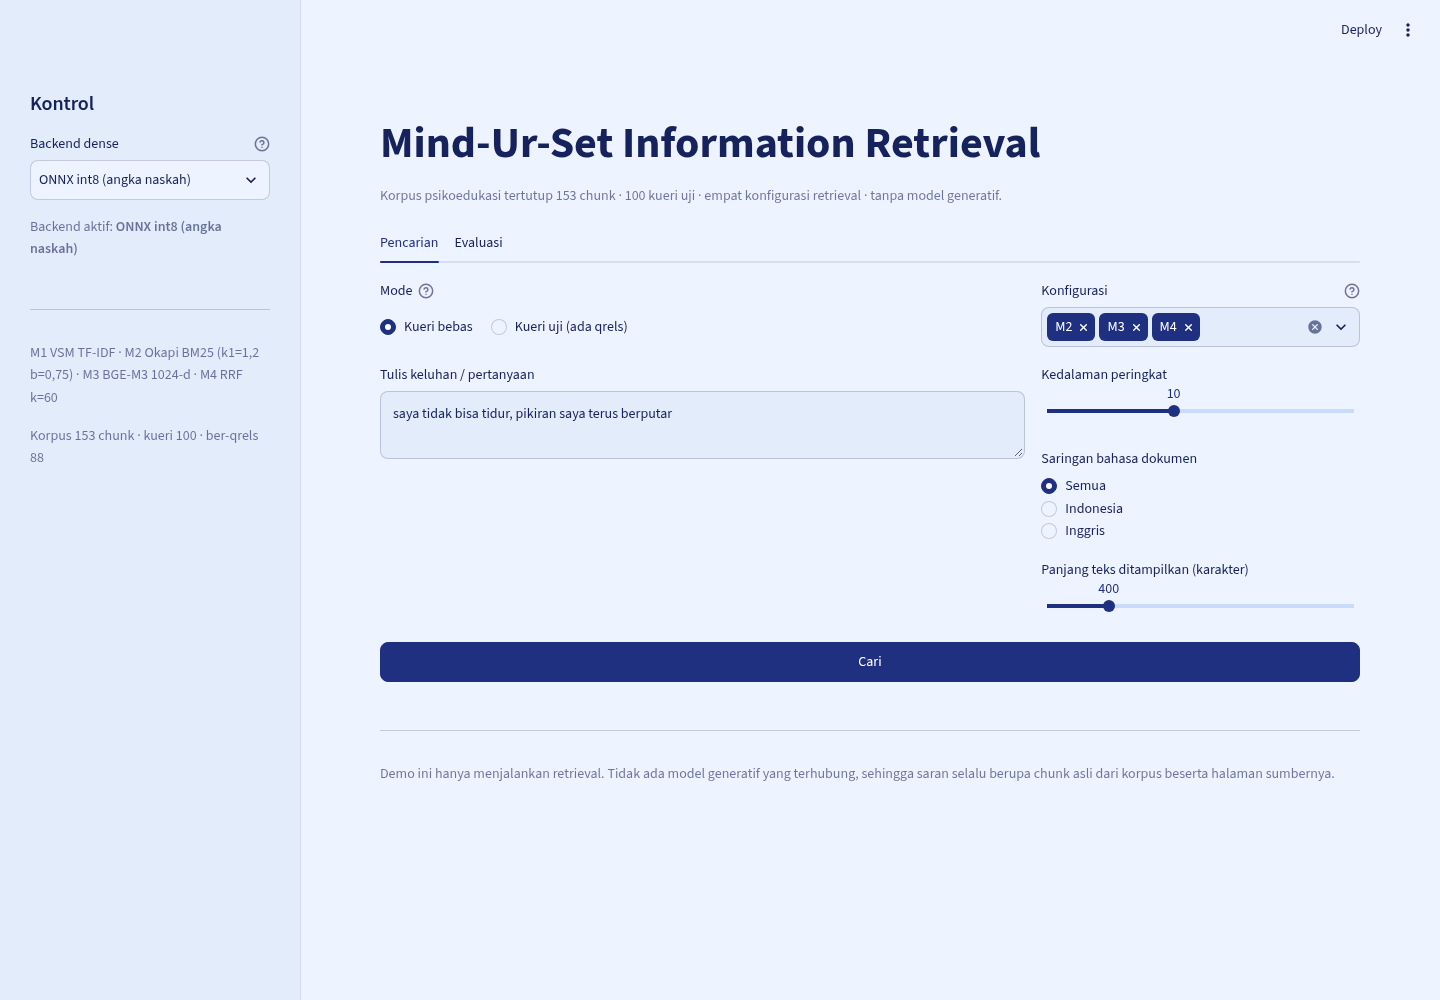 Deploy
Kontrol
Backend dense
ONNX int8 (angka naskah)
Backend aktif: ONNX int8 (angka
naskah)
M1 VSM TF-IDF · M2 Okapi BM25 (k1=1,2
b=0,75) · M3 BGE-M3 1024-d · M4 RRF
k=60
Korpus 153 chunk · kueri 100 · ber-qrels
88
Mind-Ur-Set Information Retrieval
Korpus psikoedukasi tertutup 153 chunk · 100 kueri uji · empat konfigurasi retrieval · tanpa model generatif.
Pencarian Evaluasi
Mode
Kueri bebas Kueri uji (ada qrels)
Tulis keluhan / pertanyaan
saya tidak bisa tidur, pikiran saya terus berputar
Konfigurasi
M2 M3 M4
Kedalaman peringkat
10
Saringan bahasa dokumen
Semua
Indonesia
Inggris
Panjang teks ditampilkan (karakter)
400
Cari
Demo ini hanya menjalankan retrieval. Tidak ada model generatif yang terhubung, sehingga saran selalu berupa chunk asli dari korpus beserta halaman sumbernya.